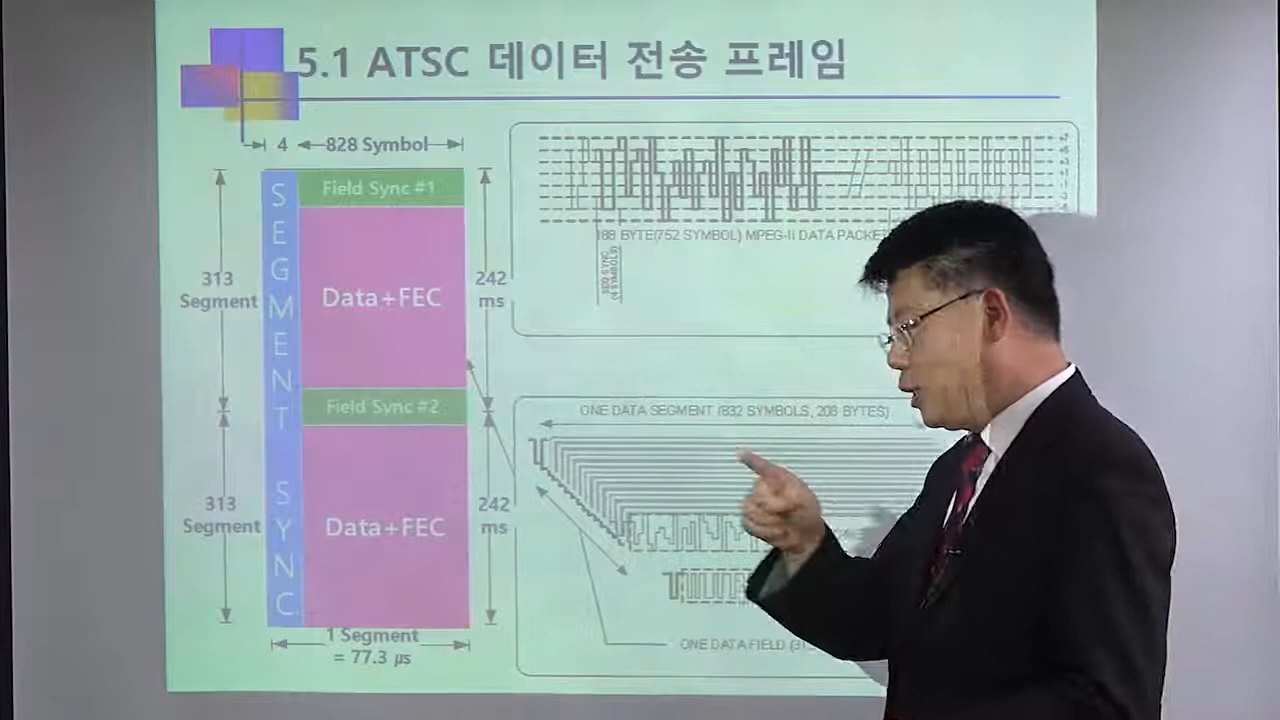 5.1 ATSC 데이터 전송 프레임
4
828 Symbol
SEGMENT SYNC
Field Sync #1
Data+FEC
Field Sync #2
Data+FEC
313
Segment
313
Segment
242
ms
242
ms
1 Segment
= 77.3 µs
188 BYTE(752 SYMBOL) MPEG-II DATA PACKE
ONE DATA SEGMENT (832 SYMBOLS, 208 BYTES)
ONE DATA FIELD (31